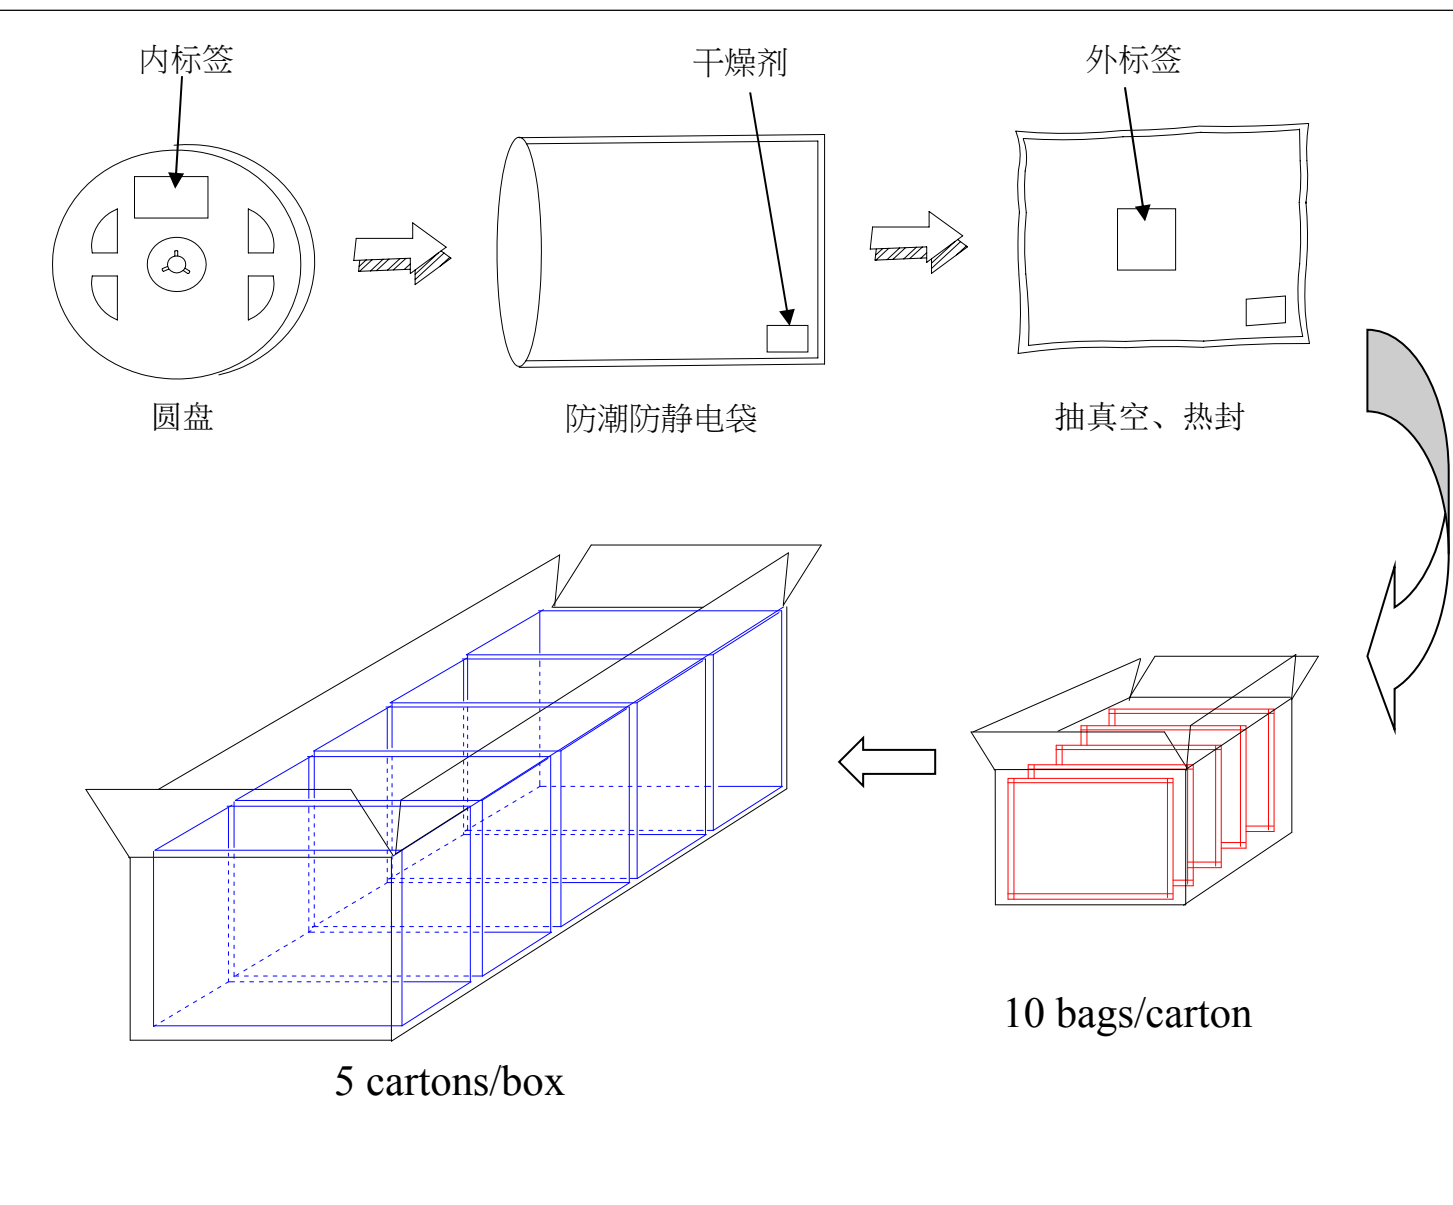 内标签
干燥剂
外标签
圆盘
防潮防静电袋
抽真空、热封
10 bags/carton
5 cartons/box